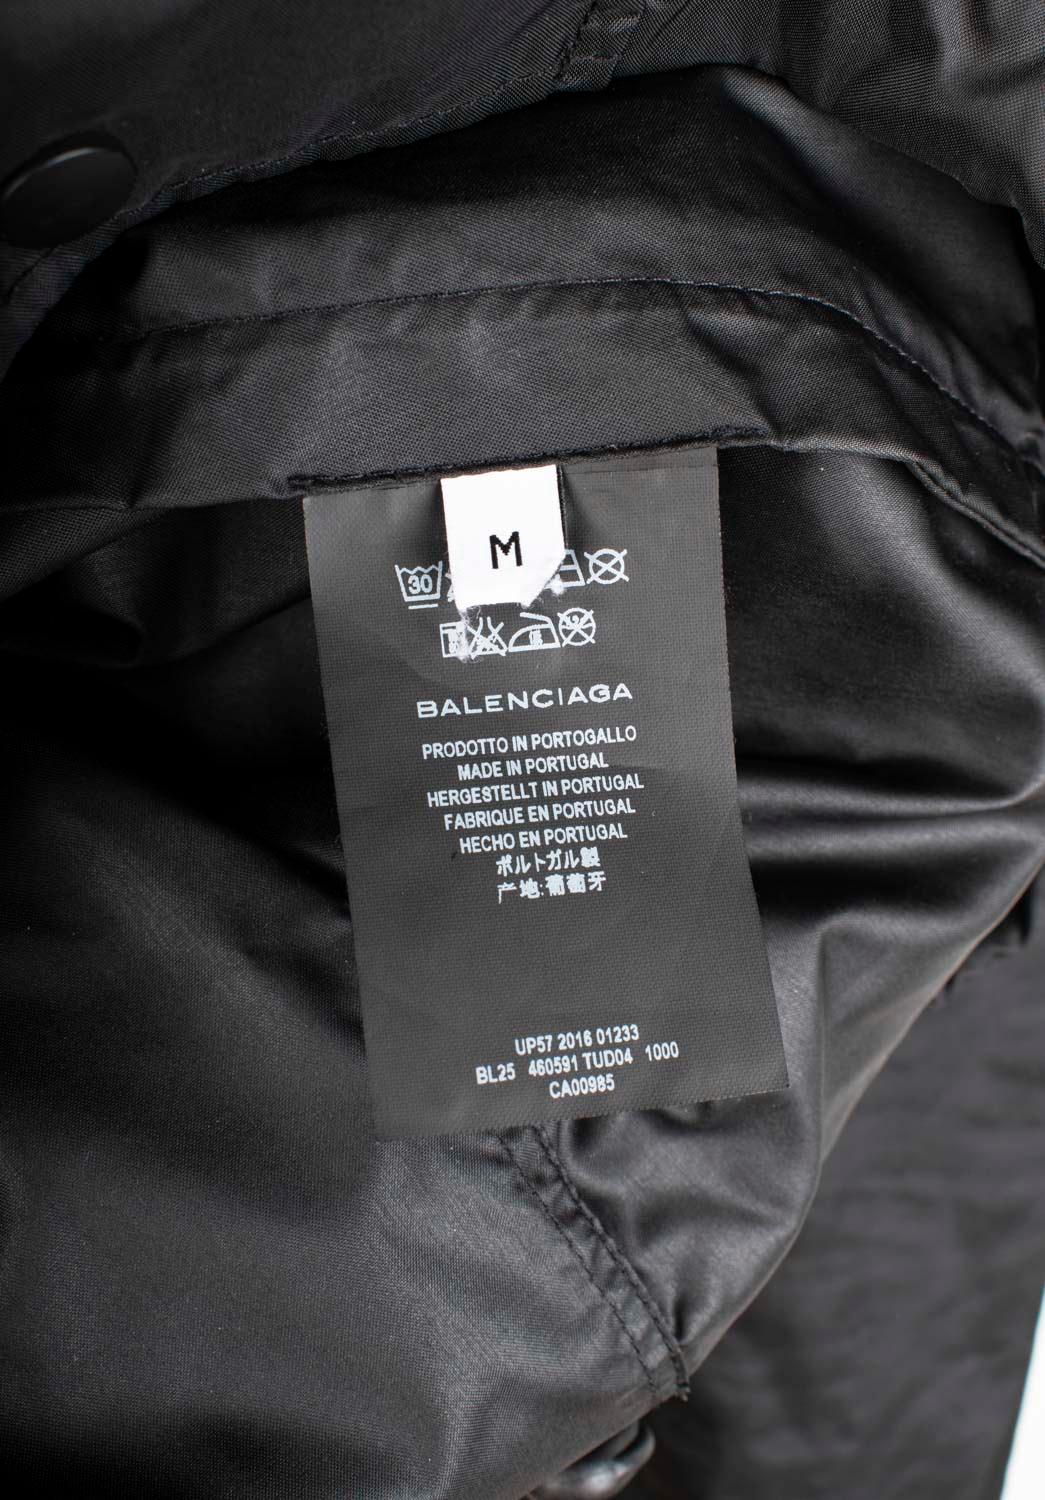 M
30
BALENCIAGA
PRODOTTO IN PORTOGALLO
MADE IN PORTUGAL
HERGESTELLT IN PORTUGAL
FABRIQUE EN PORTUGAL
HECHO EN PORTUGAL
ポルトガル製
产地:葡萄牙
UP57 2016 01233
BL25 460591 TUD04 1000
CA00985